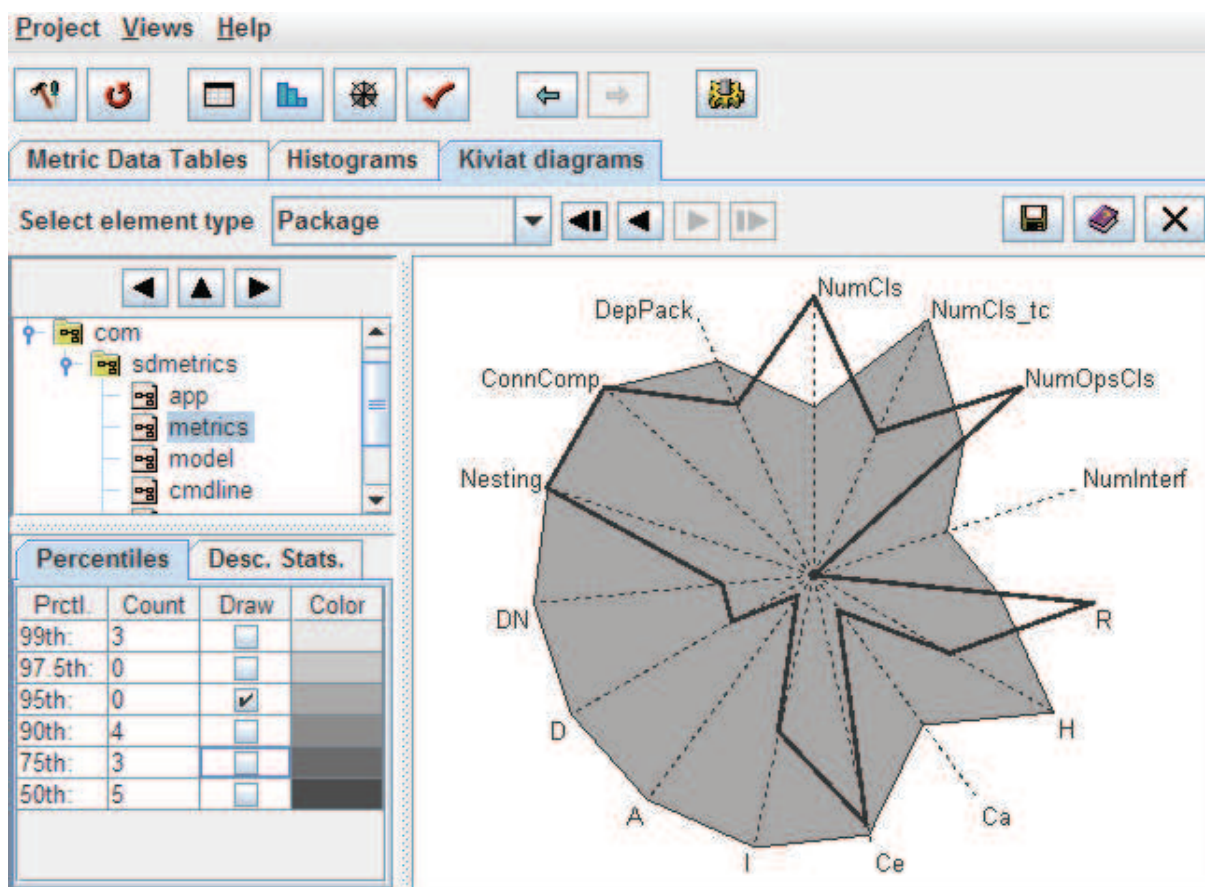 Project Views Help
Metric Data Tables Histograms Kiviat diagrams
Select element type Package
com
sdmetrics
app
metrics
model
cmdline
Percentiles Desc. Stats.
Prctl. Count Draw Color
99th: 3
97.5th: 0
95th: 0
90th: 4
75th: 3
50th: 5
NumCls
DepPack
NumCls_tc
ConnComp
NumOpsCls
Nesting
NumInterf
DN
R
D
H
A
Ca
I
Ce